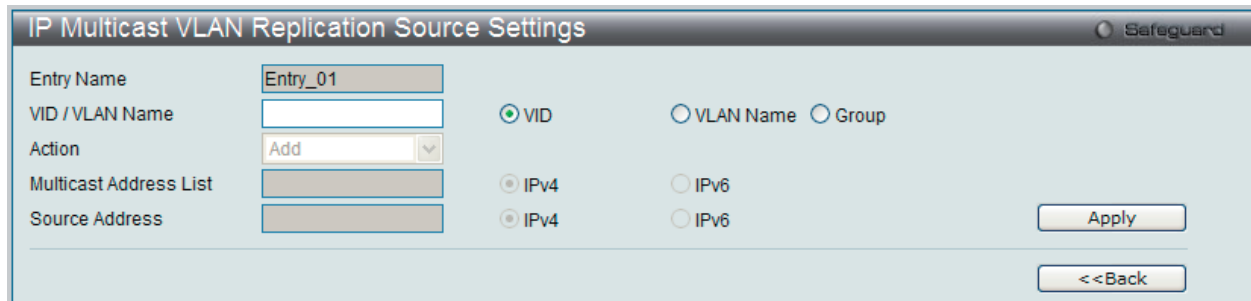 IP Multicast VLAN Replication Source Settings Safeguard
Entry Name Entry_01
VID / VLAN Name VID VLAN Name Group
Action Add
Multicast Address List IPv4 IPv6
Source Address IPv4 IPv6 Apply
<<Back